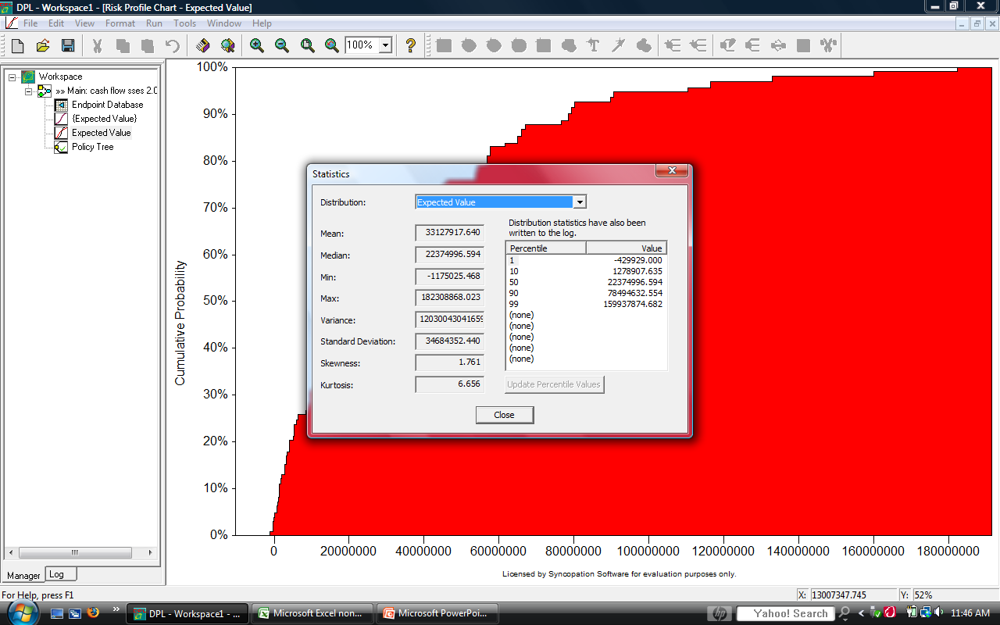 DPL - Workspace1 - [Risk Profile Chart - Expected Value]
File Edit View Format Run Tools Window Help
100%
Workspace
>> Main: cash flow sses 2.0
Endpoint Database
{Expected Value}
Expected Value
Policy Tree
Manager Log
100%
90%
80%
70%
60%
50%
40%
30%
20%
10%
0%
Cumulative Probability
0 20000000 40000000 60000000 80000000 100000000 120000000 140000000 160000000 180000000
Licensed by Syncopation Software for evaluation purposes only.
Statistics
Distribution: Expected Value
Mean: 33127917.640
Median: 22374996.594
Min: -1175025.468
Max: 182308868.023
Variance: 12030043041659
Standard Deviation: 34684352.440
Skewness: 1.761
Kurtosis: 6.656
Distribution statistics have also been
written to the log.
Percentile Value
1 -429929.000
10 1278907.635
50 22374996.594
90 78494632.554
99 159937874.682
(none)
(none)
(none)
(none)
(none)
Update Percentile Values
Close
For Help, press F1
X: 13007347.745 Y: 52%
DPL - Workspace1 - ...
Microsoft Excel non...
Microsoft PowerPoi...
hp
Yahoo! Search
11:46 AM